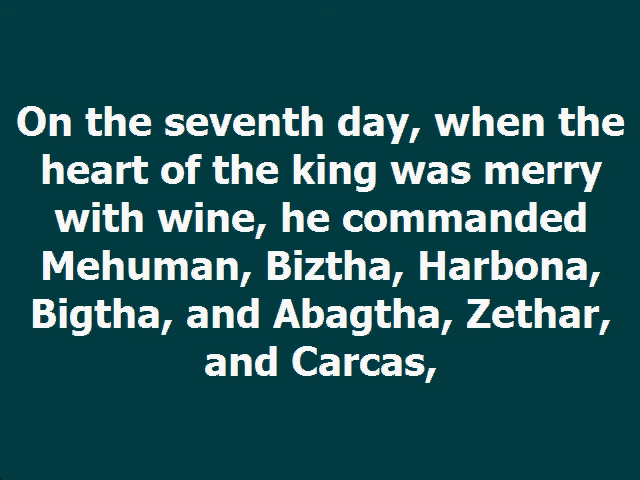 On the seventh day, when the
heart of the king was merry
with wine, he commanded
Mehuman, Biztha, Harbona,
Bigtha, and Abagtha, Zethar,
and Carcas,